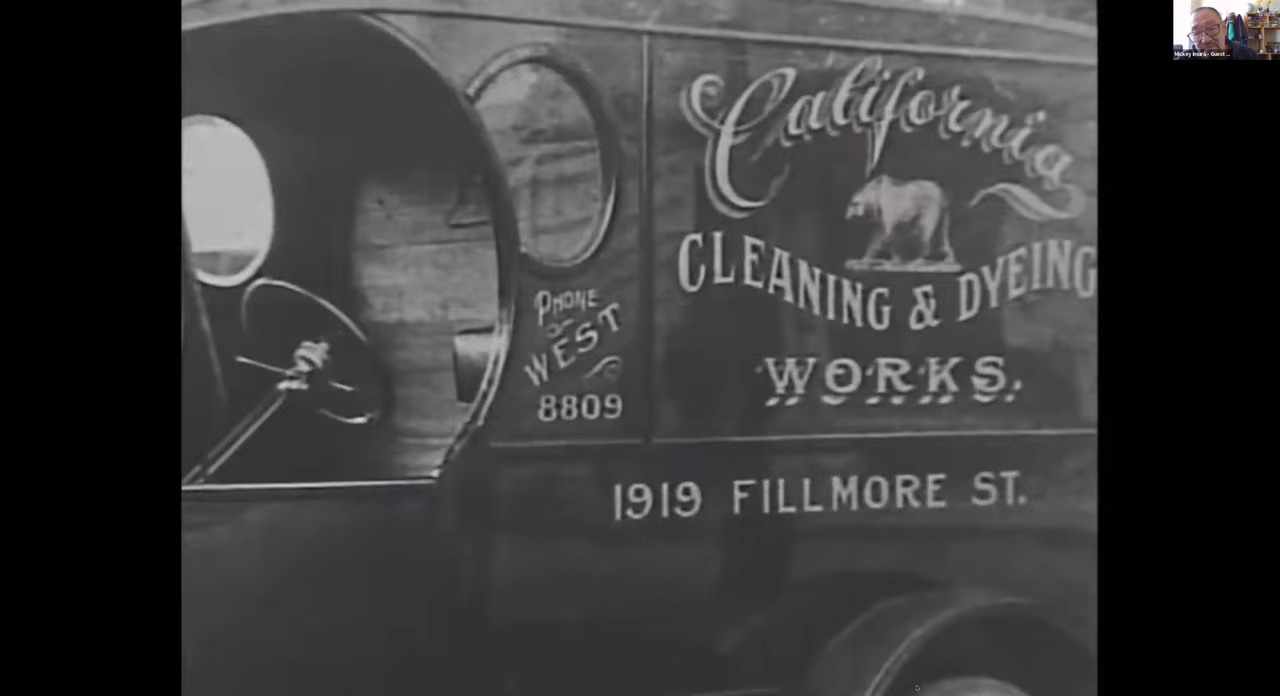 California
CLEANING & DYEING
WORKS.
PHONE
WEST
8809
1919 FILLMORE ST.